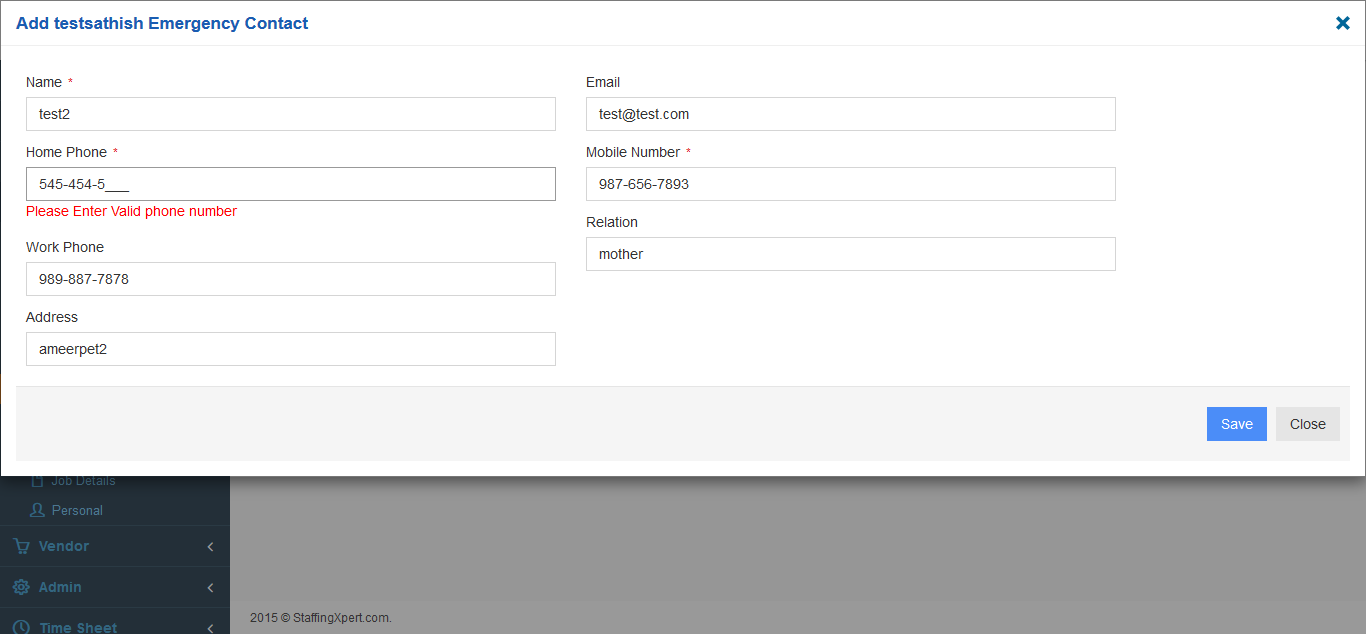 Add testsathish Emergency Contact
Name *
test2
Email
test@test.com
Home Phone *
545-454-5___
Please Enter Valid phone number
Mobile Number *
987-656-7893
Work Phone
989-887-7878
Relation
mother
Address
ameerpet2
Save
Close
Job Details
Personal
Vendor
Admin
Time Sheet
2015 © StaffingXpert.com.